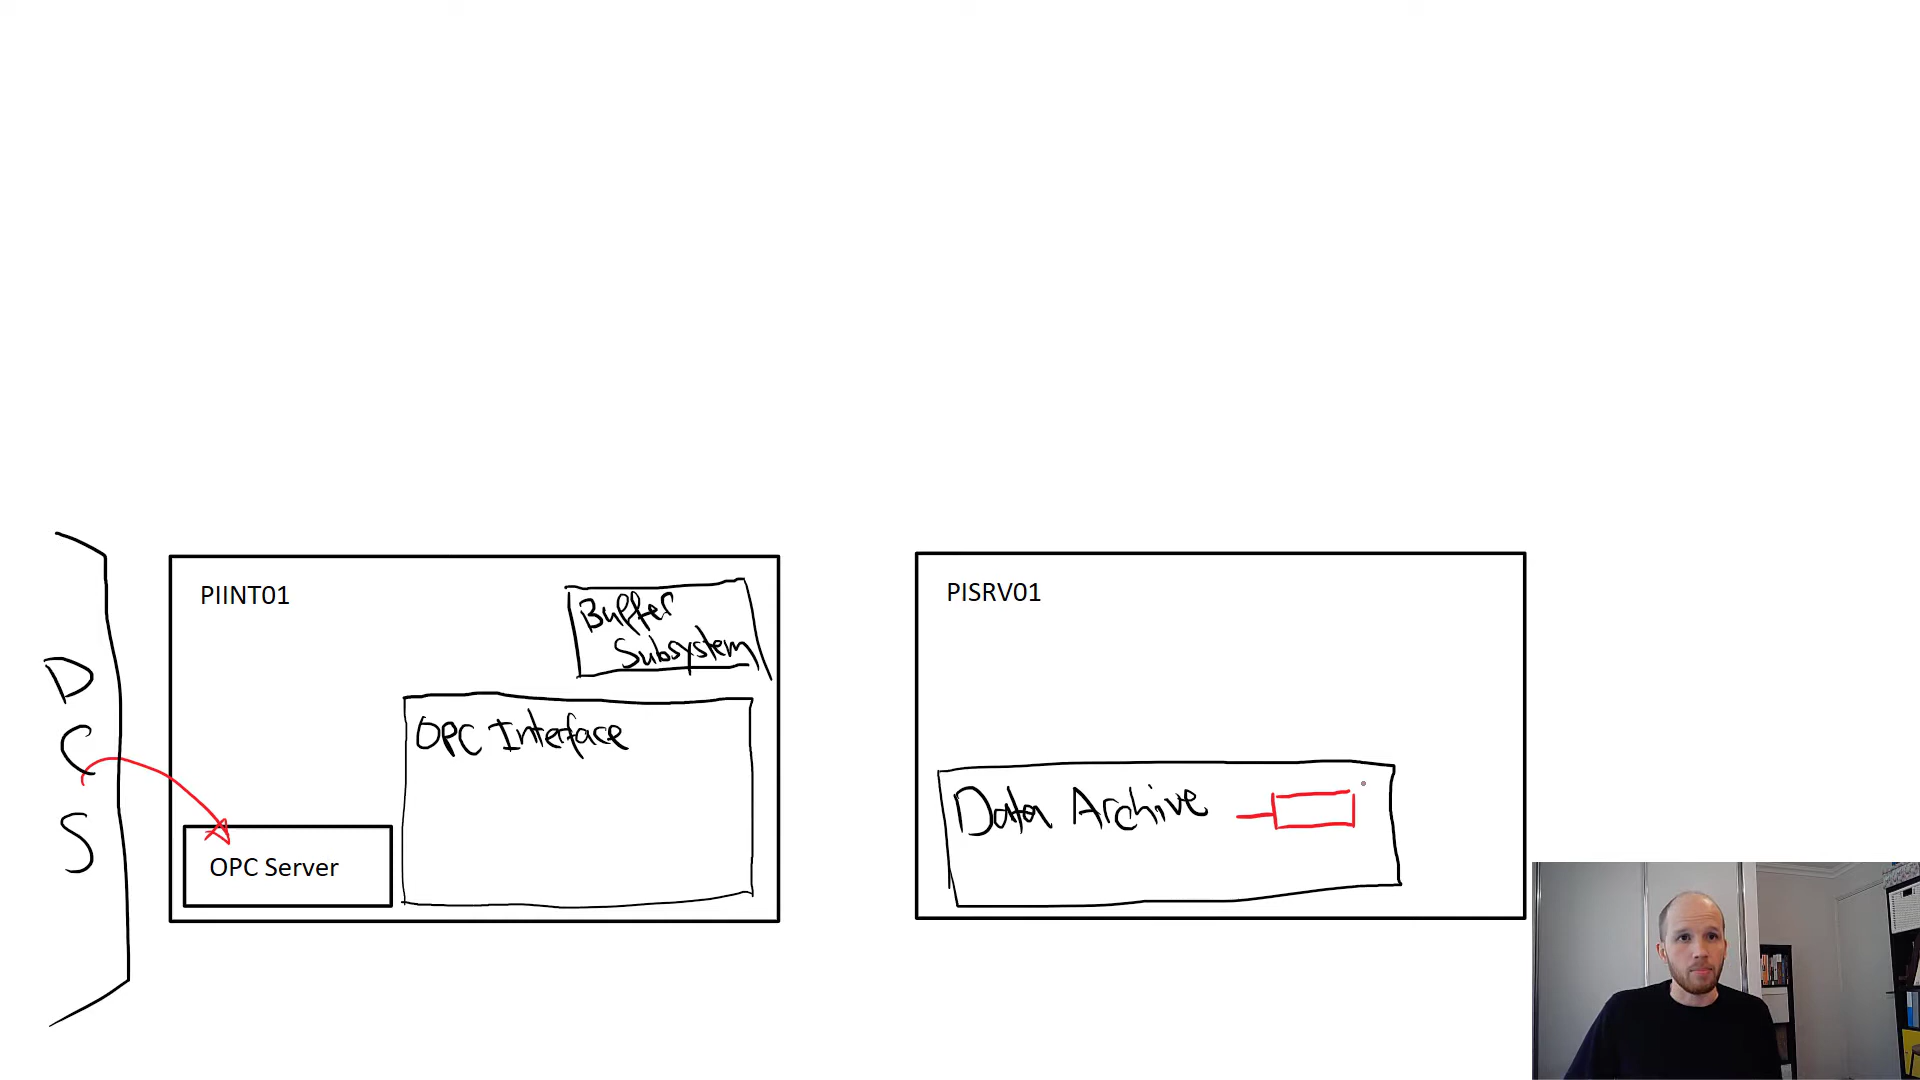 D
C
S
PIINT01
Buffer
Subsystem
OPC Interface
OPC Server
PISRV01
Data Archive